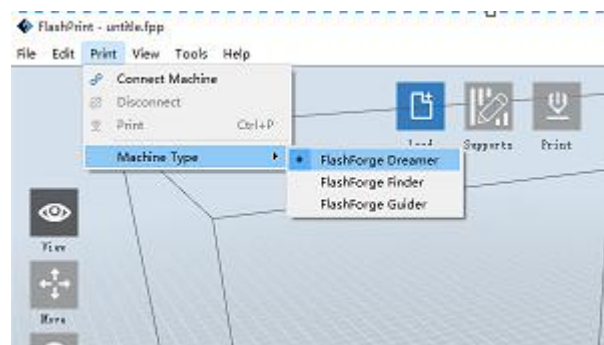 FlashPrint - untitle.fpp
File Edit Print View Tools Help
Connect Machine
Disconnect
Print Ctrl+P
Machine Type
FlashForge Dreamer
FlashForge Finder
FlashForge Guider
Load Supports Print
View
Move